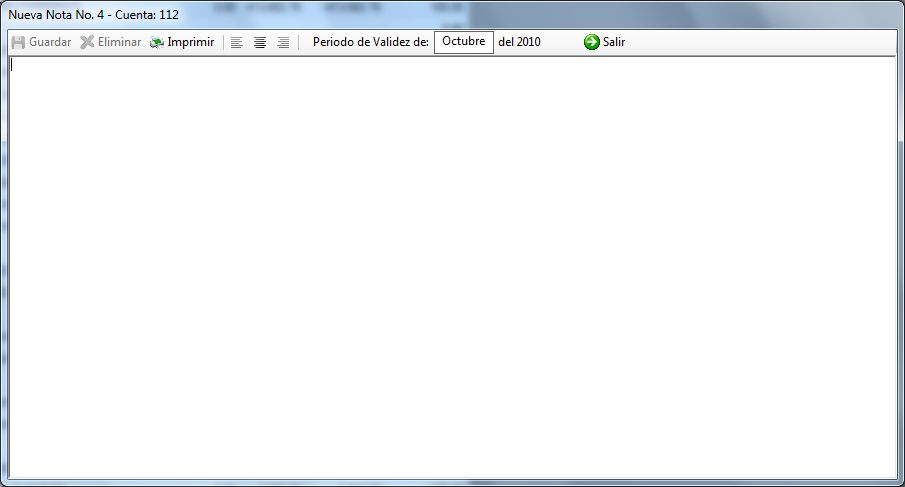 Nueva Nota No. 4 - Cuenta: 112
Guardar Eliminar Imprimir Periodo de Validez de: Octubre del 2010 Salir